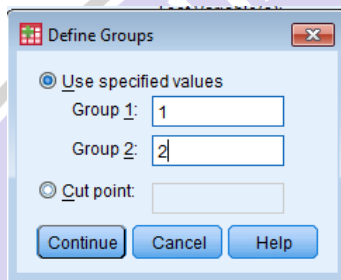 Define Groups
Use specified values
Group 1: 1
Group 2: 2
Cut point:
Continue Cancel Help